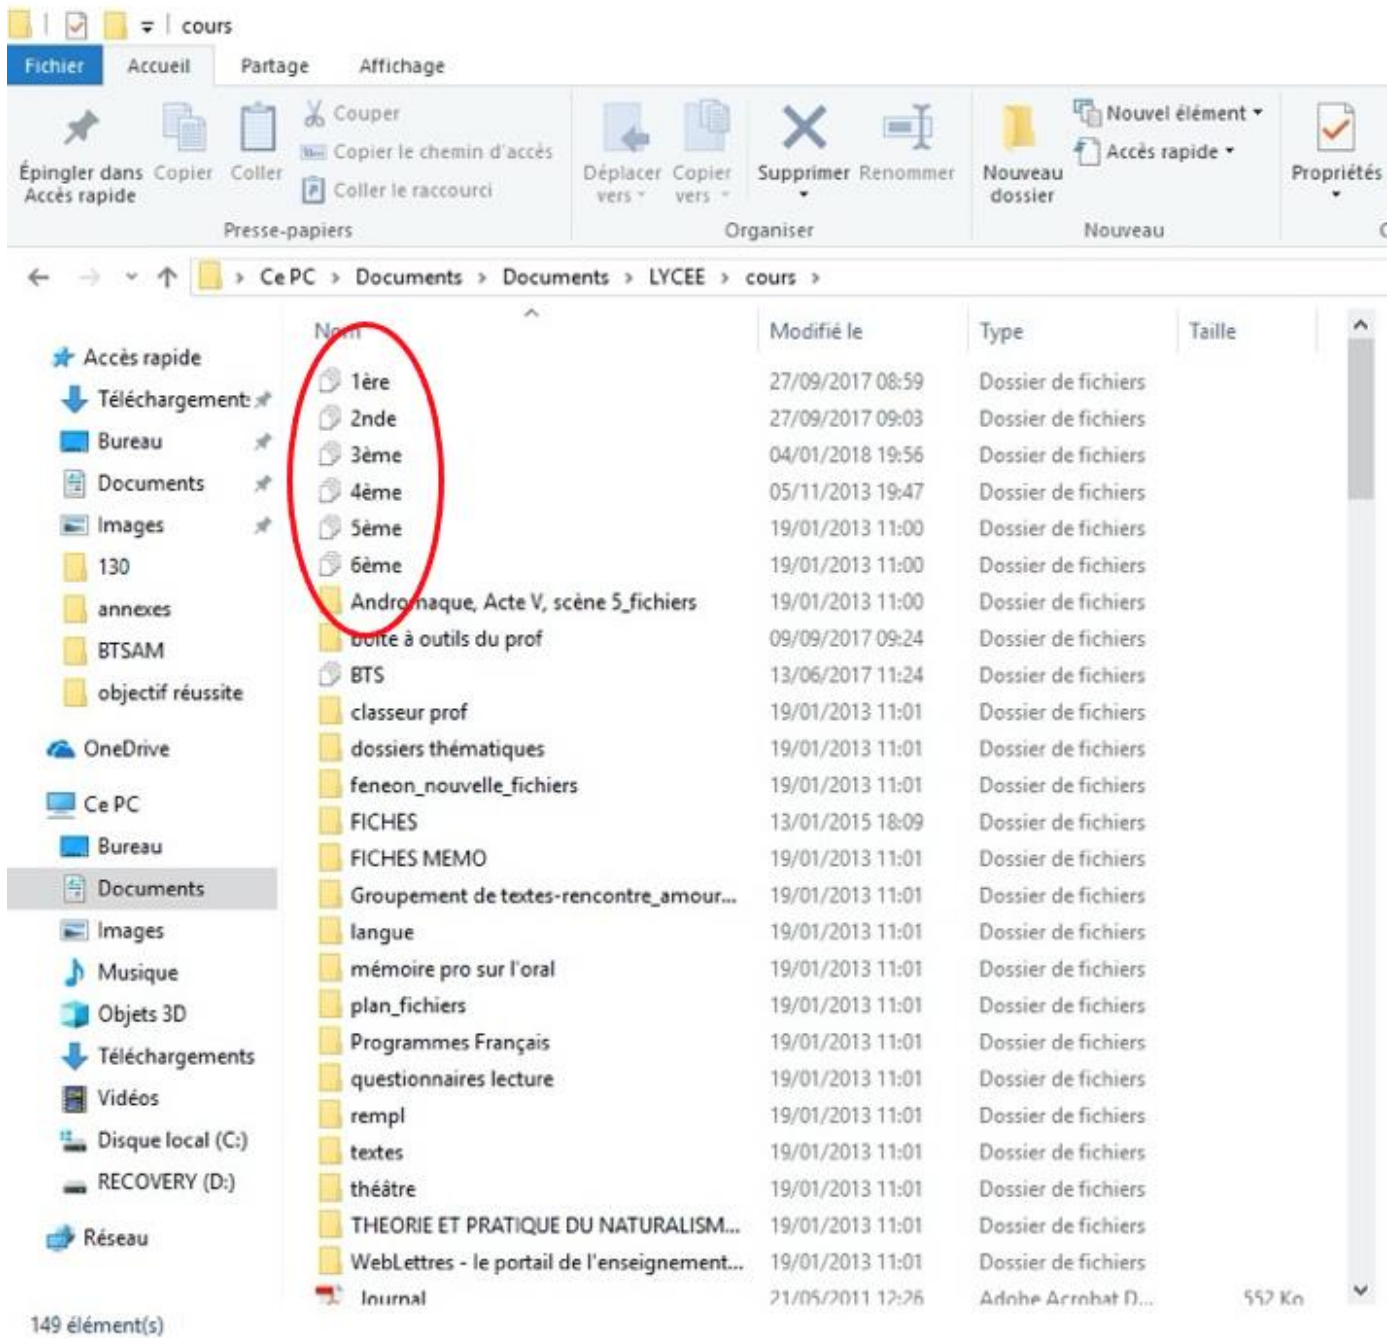 cours
Fichier Accueil Partage Affichage
Épingler dans Accès rapide
Copier
Coller
Couper
Copier le chemin d'accès
Coller le raccourci
Déplacer vers
Copier vers
Supprimer
Renommer
Nouveau dossier
Nouvel élément
Accès rapide
Propriétés
Presse-papiers
Organiser
Nouveau
Ce PC > Documents > Documents > LYCEE > cours >
Accès rapide
Téléchargement
Bureau
Documents
Images
130
annexes
BTSAM
objectif réussite
OneDrive
Ce PC
Bureau
Documents
Images
Musique
Objets 3D
Téléchargements
Vidéos
Disque local (C:)
RECOVERY (D:)
Réseau
Nom Modifié le Type Taille
1ère 27/09/2017 08:59 Dossier de fichiers
2nde 27/09/2017 09:03 Dossier de fichiers
3ème 04/01/2018 19:56 Dossier de fichiers
4ème 05/11/2013 19:47 Dossier de fichiers
5ème 19/01/2013 11:00 Dossier de fichiers
6ème 19/01/2013 11:00 Dossier de fichiers
Andromaque, Acte V, scène 5_fichiers 19/01/2013 11:00 Dossier de fichiers
boîte à outils du prof 09/09/2017 09:24 Dossier de fichiers
BTS 13/06/2017 11:24 Dossier de fichiers
classeur prof 19/01/2013 11:01 Dossier de fichiers
dossiers thématiques 19/01/2013 11:01 Dossier de fichiers
feneon_nouvelle_fichiers 19/01/2013 11:01 Dossier de fichiers
FICHES 13/01/2015 18:09 Dossier de fichiers
FICHES MEMO 19/01/2013 11:01 Dossier de fichiers
Groupement de textes-rencontre_amour... 19/01/2013 11:01 Dossier de fichiers
langue 19/01/2013 11:01 Dossier de fichiers
mémoire pro sur l'oral 19/01/2013 11:01 Dossier de fichiers
plan_fichiers 19/01/2013 11:01 Dossier de fichiers
Programmes Français 19/01/2013 11:01 Dossier de fichiers
questionnaires lecture 19/01/2013 11:01 Dossier de fichiers
rempl 19/01/2013 11:01 Dossier de fichiers
textes 19/01/2013 11:01 Dossier de fichiers
théâtre 19/01/2013 11:01 Dossier de fichiers
THEORIE ET PRATIQUE DU NATURALISM... 19/01/2013 11:01 Dossier de fichiers
WebLettres - le portail de l'enseignement... 19/01/2013 11:01 Dossier de fichiers
Journal 21/05/2011 12:26 Adobe Acrobat D... 552 Ko
149 élément(s)